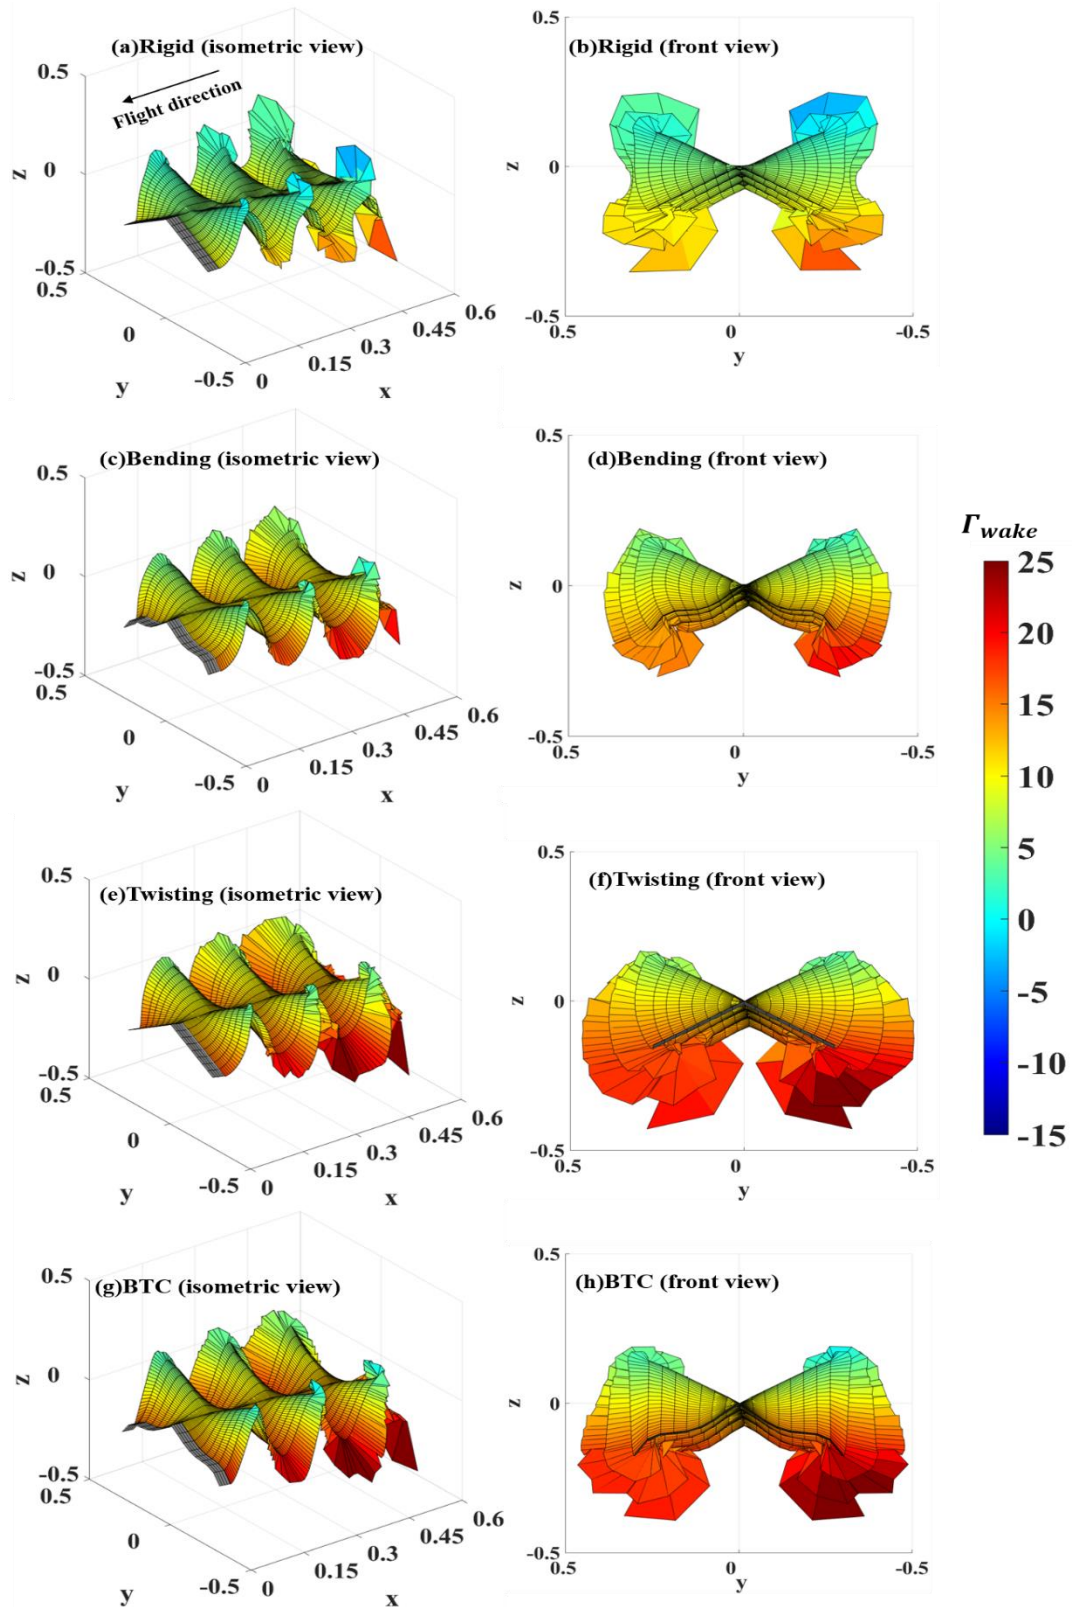 (a)Rigid (isometric view)
Flight direction
0.5
0
-0.5
z
0.5
0
-0.5
y
0
0.15
0.3
0.45
0.6
x
(b)Rigid (front view)
0.5
0
-0.5
z
0.5
0
-0.5
y
(c)Bending (isometric view)
0.5
0
-0.5
z
0.5
0
-0.5
y
0
0.15
0.3
0.45
0.6
x
(d)Bending (front view)
0.5
0
-0.5
z
0.5
0
-0.5
y
Γwake
25
20
15
10
5
0
-5
-10
-15
(e)Twisting (isometric view)
0.5
0
-0.5
z
0.5
0
-0.5
y
0
0.15
0.3
0.45
0.6
x
(f)Twisting (front view)
0.5
0
-0.5
z
0.5
0
-0.5
y
(g)BTC (isometric view)
0.5
0
-0.5
z
0.5
0
-0.5
y
0
0.15
0.3
0.45
0.6
x
(h)BTC (front view)
0.5
0
-0.5
z
0.5
0
-0.5
y